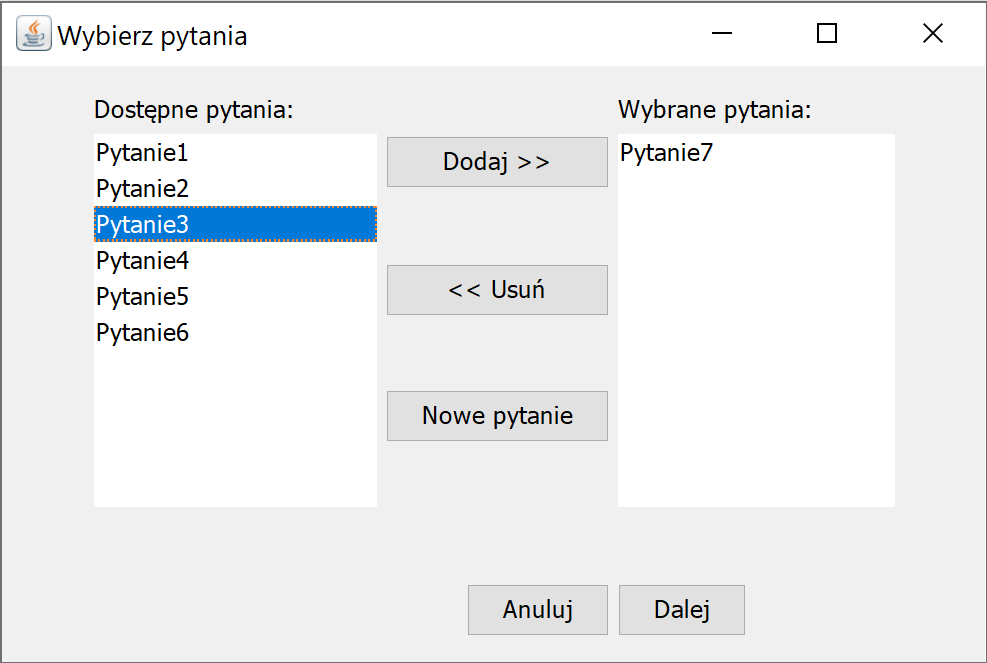 Wybierz pytania
Dostępne pytania:
Pytanie1
Pytanie2
Pytanie3
Pytanie4
Pytanie5
Pytanie6
Dodaj >>
<< Usuń
Nowe pytanie
Wybrane pytania:
Pytanie7
Anuluj
Dalej